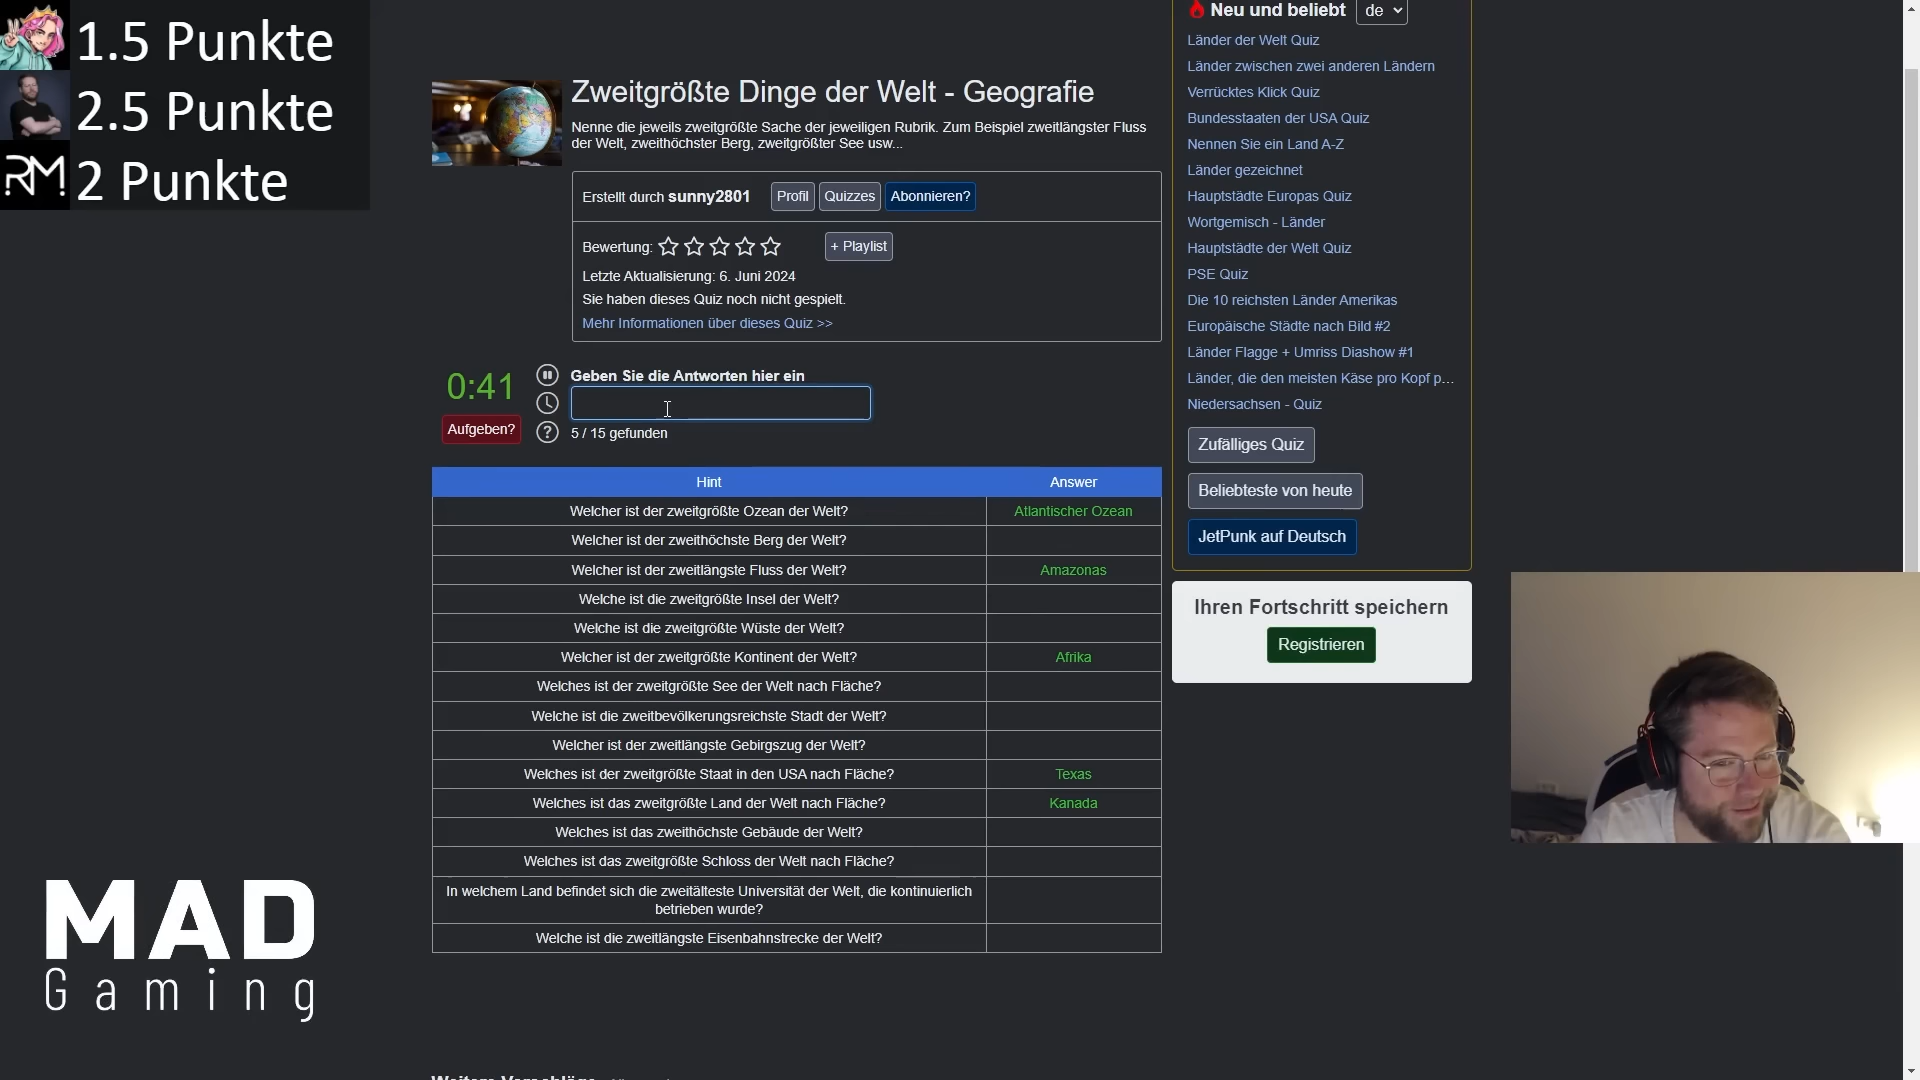 1.5 Punkte
2.5 Punkte
RM 2 Punkte
Zweitgrößte Dinge der Welt - Geografie
Nenne die jeweils zweitgrößte Sache der jeweiligen Rubrik. Zum Beispiel zweitlängster Fluss
der Welt, zweithöchster Berg, zweitgrößter See usw...
Erstellt durch sunny2801 Profil Quizzes Abonnieren?
Bewertung: + Playlist
Letzte Aktualisierung: 6. Juni 2024
Sie haben dieses Quiz noch nicht gespielt.
Mehr Informationen über dieses Quiz >>
0:41
Aufgeben?
Geben Sie die Antworten hier ein
5 / 15 gefunden
Hint Answer
Welcher ist der zweitgrößte Ozean der Welt? Atlantischer Ozean
Welcher ist der zweithöchste Berg der Welt?
Welcher ist der zweitlängste Fluss der Welt? Amazonas
Welche ist die zweitgrößte Insel der Welt?
Welche ist die zweitgrößte Wüste der Welt?
Welcher ist der zweitgrößte Kontinent der Welt? Afrika
Welches ist der zweitgrößte See der Welt nach Fläche?
Welche ist die zweitbevölkerungsreichste Stadt der Welt?
Welcher ist der zweitlängste Gebirgszug der Welt?
Welches ist der zweitgrößte Staat in den USA nach Fläche? Texas
Welches ist das zweitgrößte Land der Welt nach Fläche? Kanada
Welches ist das zweithöchste Gebäude der Welt?
Welches ist das zweitgrößte Schloss der Welt nach Fläche?
In welchem Land befindet sich die zweitälteste Universität der Welt, die kontinuierlich
betrieben wurde?
Welche ist die zweitlängste Eisenbahnstrecke der Welt?
Neu und beliebt de
Länder der Welt Quiz
Länder zwischen zwei anderen Ländern
Verrücktes Klick Quiz
Bundesstaaten der USA Quiz
Nennen Sie ein Land A-Z
Länder gezeichnet
Hauptstädte Europas Quiz
Wortgemisch - Länder
Hauptstädte der Welt Quiz
PSE Quiz
Die 10 reichsten Länder Amerikas
Europäische Städte nach Bild #2
Länder Flagge + Umriss Diashow #1
Länder, die den meisten Käse pro Kopf p...
Niedersachsen - Quiz
Zufälliges Quiz
Beliebteste von heute
JetPunk auf Deutsch
Ihren Fortschritt speichern
Registrieren
MAD
Gaming